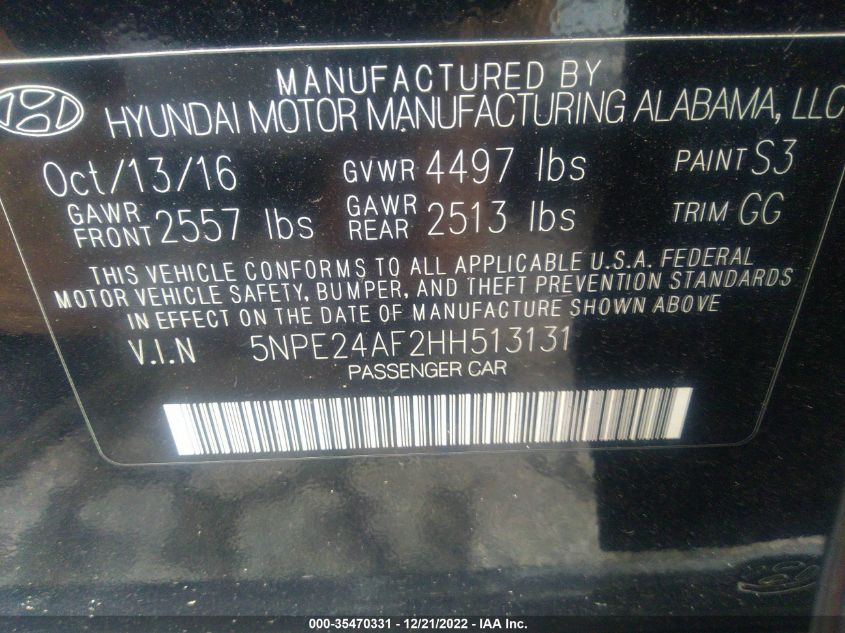 MANUFACTURED BY
HYUNDAI MOTOR MANUFACTURING ALABAMA, LLC
Oct/13/16 GVWR 4497 lbs PAINT S3
GAWR FRONT 2557 lbs GAWR REAR 2513 lbs TRIM GG
THIS VEHICLE CONFORMS TO ALL APPLICABLE U.S.A. FEDERAL
MOTOR VEHICLE SAFETY, BUMPER, AND THEFT PREVENTION STANDARDS
IN EFFECT ON THE DATE OF MANUFACTURE SHOWN ABOVE
V.I.N 5NPE24AF2HH513131
PASSENGER CAR
000-35470331 - 12/21/2022 - IAA Inc.